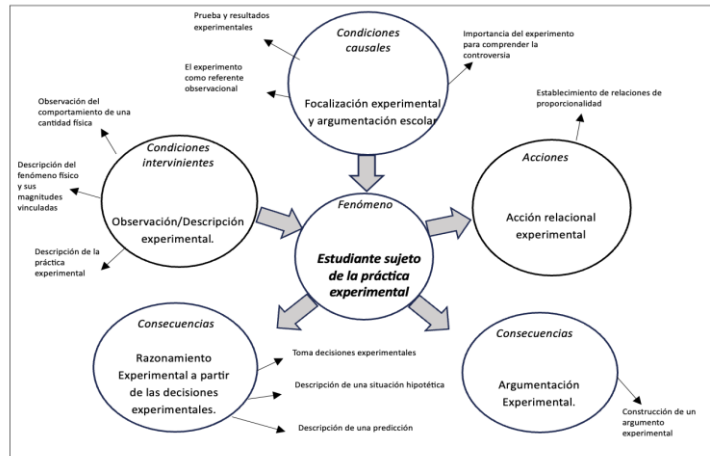 Prueba y resultados
experimentales
Condiciones
causales
Importancia del experimento
para comprender la
controversia
El experimento
como referente
observacional
Focalización experimental
y argumentación escolar
Observación del
comportamiento de una
cantidad física
Condiciones
intervinientes
Descripción del
fenómeno físico
y sus
magnitudes
vinculadas
Observación/Descripción
experimental.
Descripción de la
práctica
experimental
Fenómeno
Estudiante sujeto
de la práctica
experimental
Establecimiento de relaciones de
proporcionalidad
Acciones
Acción relacional
experimental
Consecuencias
Razonamiento
Experimental a partir
de las decisiones
experimentales.
Toma decisiones experimentales
Descripción de una situación hipotética
Descripción de una predicción
Consecuencias
Argumentación
Experimental.
Construcción de un
argumento
experimental